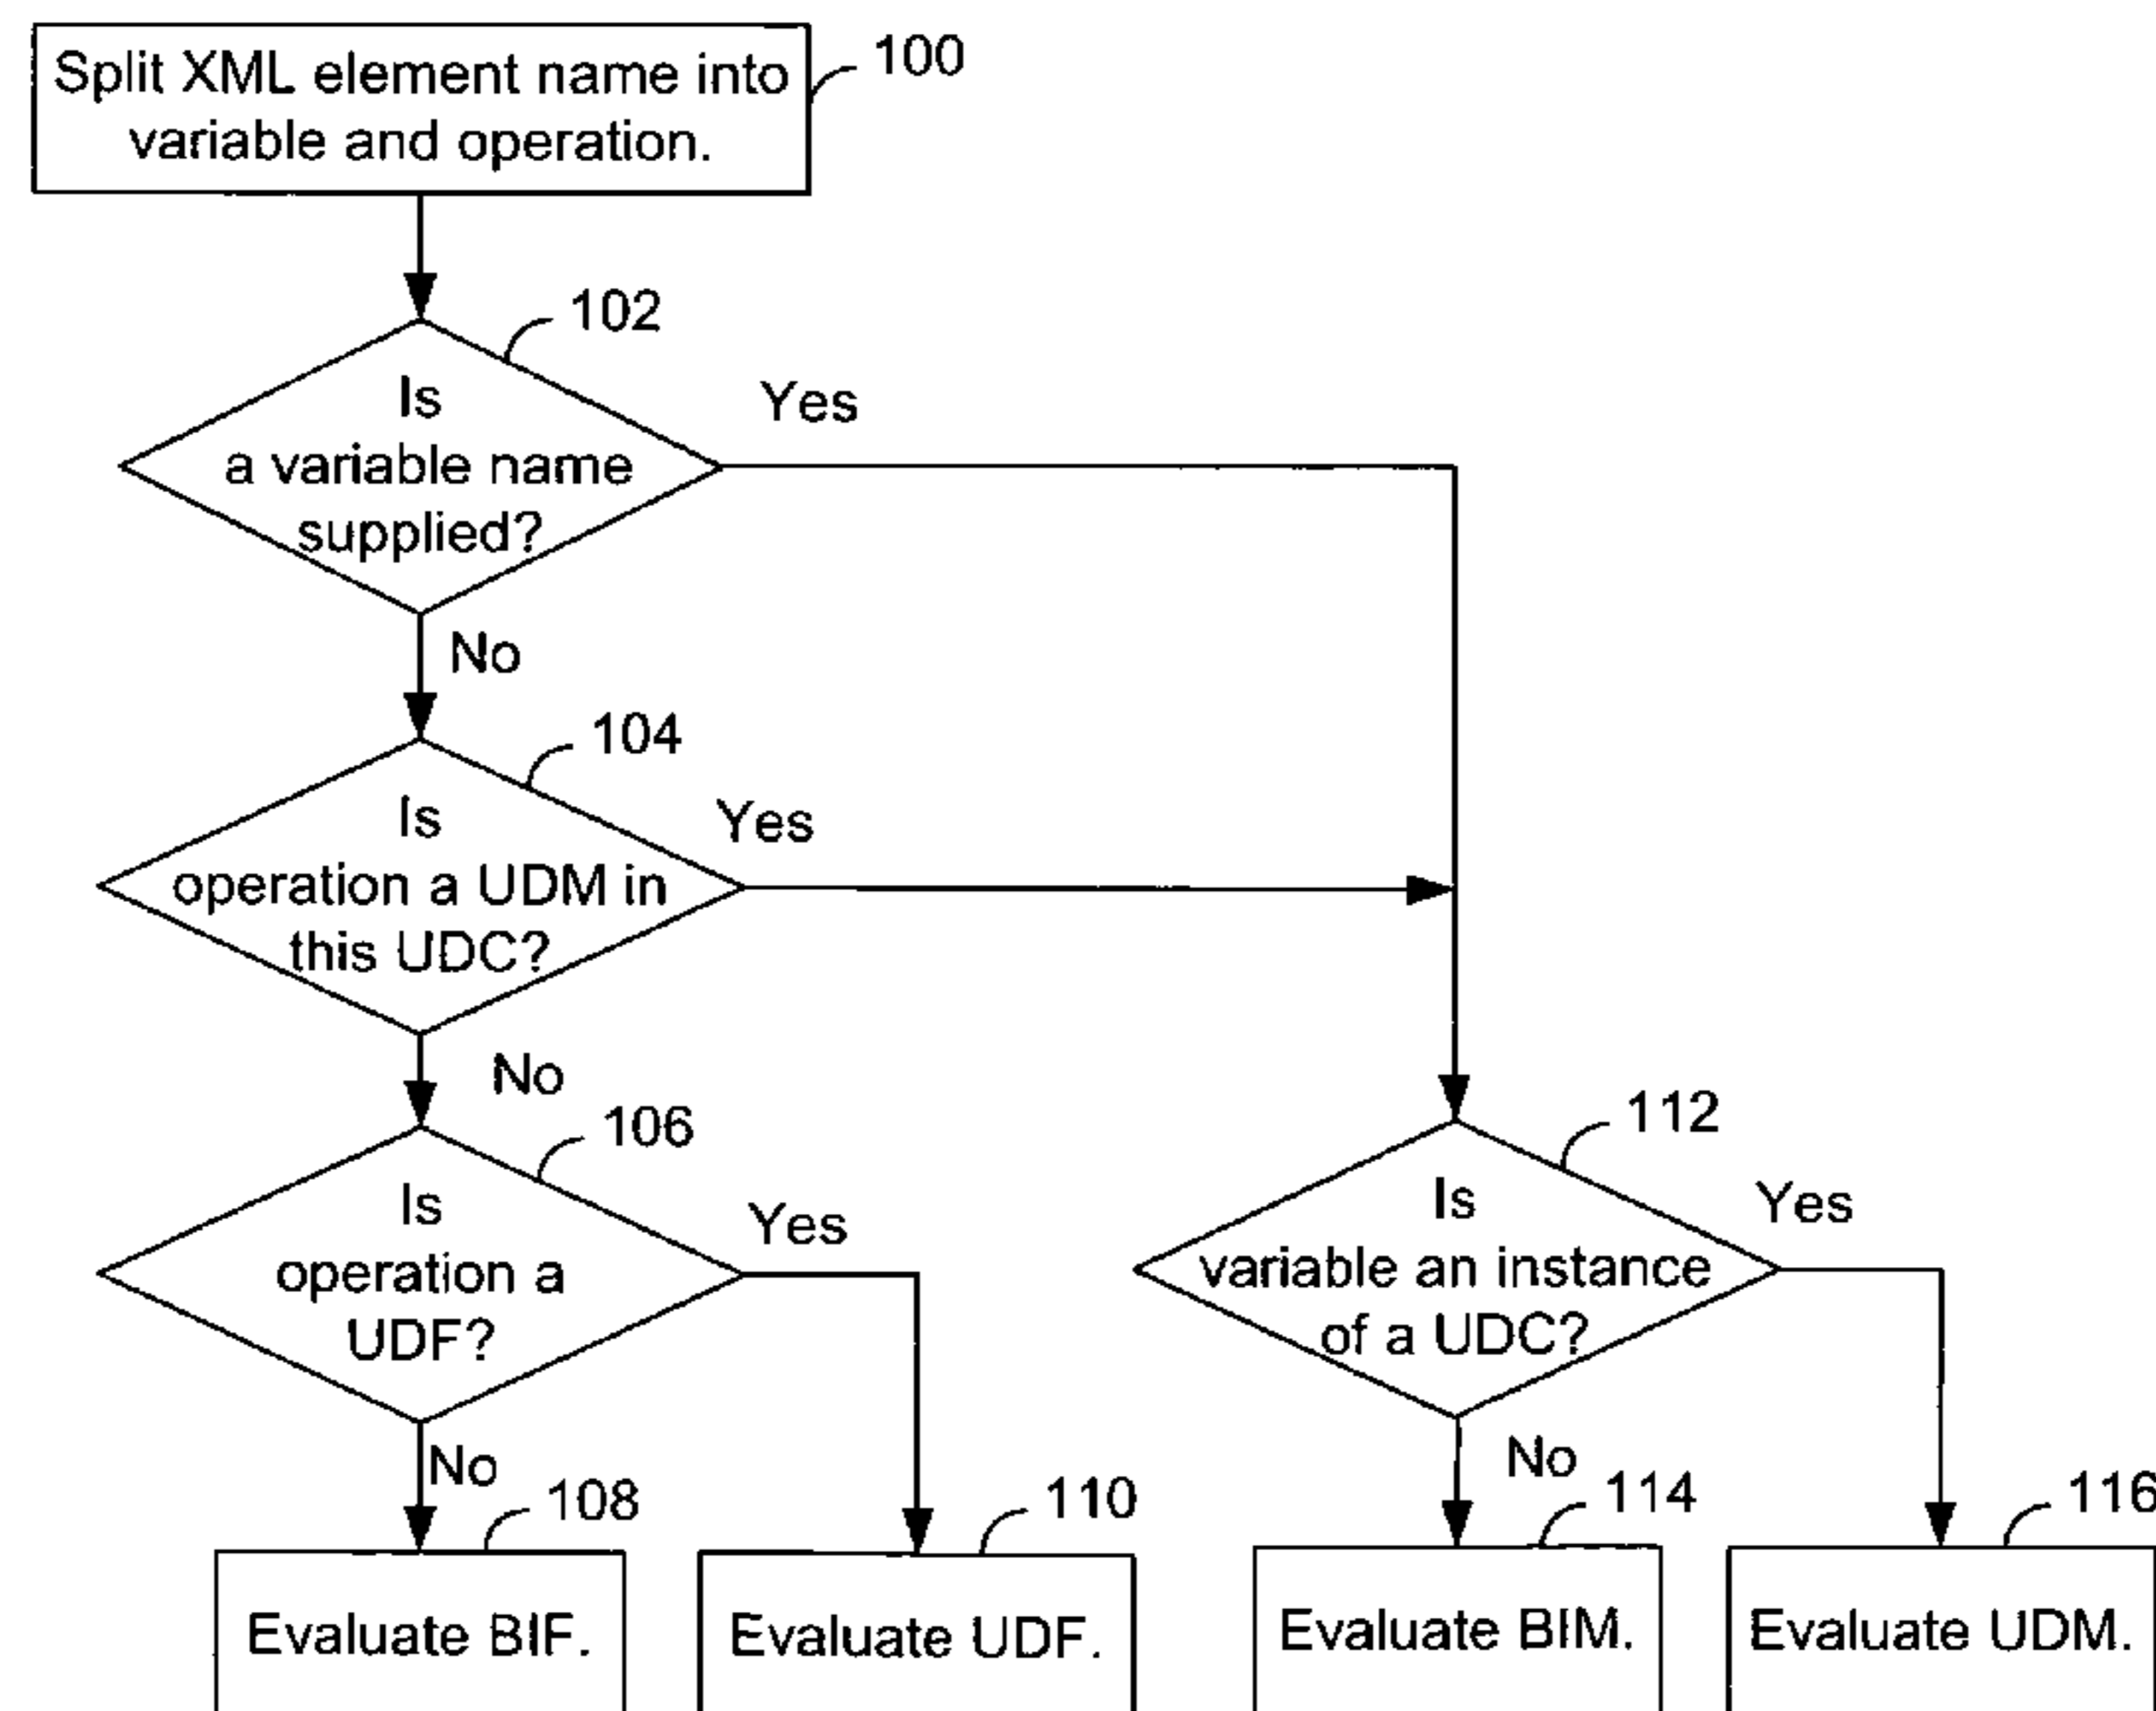 Split XML element name into
variable and operation.
100
102
Is
a variable name
supplied?
Yes
No
104
Is
operation a UDM in
this UDC?
Yes
No
106
Is
operation a
UDF?
Yes
No
112
Is
variable an instance
of a UDC?
Yes
No
108
Evaluate BIF.
110
Evaluate UDF.
114
Evaluate BIM.
116
Evaluate UDM.